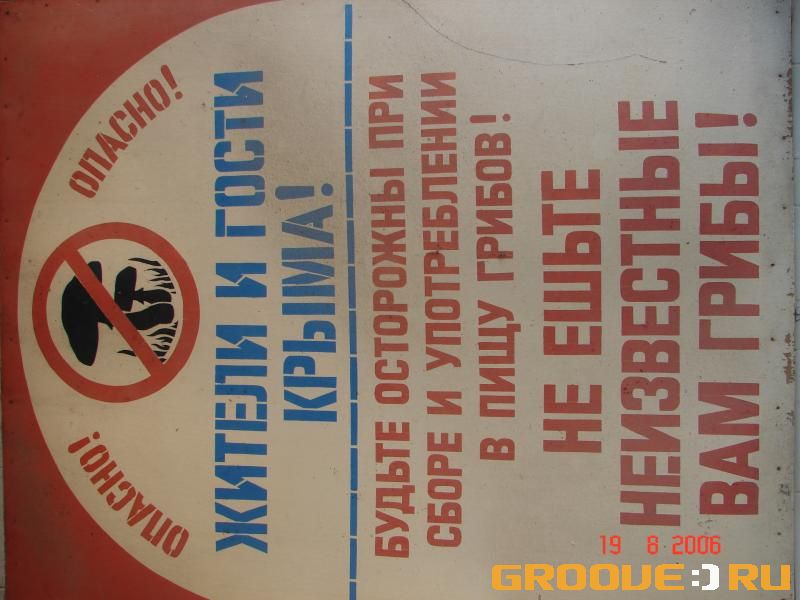 ОПАСНО! ОПАСНО!
ЖИТЕЛИ И ГОСТИ
КРЫМА!
БУДЬТЕ ОСТОРОЖНЫ ПРИ
СБОРЕ И УПОТРЕБЛЕНИИ
В ПИЩУ ГРИБОВ!
НЕ ЕШЬТЕ
НЕИЗВЕСТНЫЕ
ВАМ ГРИБЫ!
19 8 2006
GROOVE:).RU